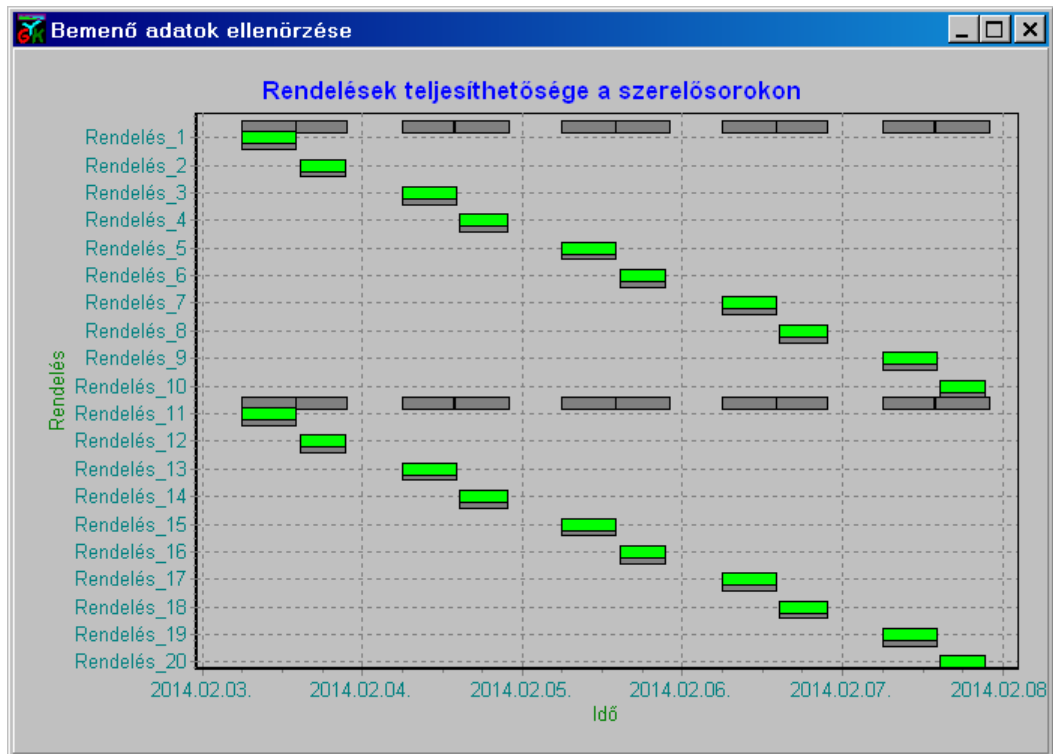 Bemenő adatok ellenörzése
Rendelések teljesíthetősége a szerelősorokon
Rendelés_1
Rendelés_2
Rendelés_3
Rendelés_4
Rendelés_5
Rendelés_6
Rendelés_7
Rendelés_8
Rendelés_9
Rendelés_10
Rendelés_11
Rendelés_12
Rendelés_13
Rendelés_14
Rendelés_15
Rendelés_16
Rendelés_17
Rendelés_18
Rendelés_19
Rendelés_20
Rendelés
2014.02.03. 2014.02.04. 2014.02.05. 2014.02.06. 2014.02.07. 2014.02.08
Idő